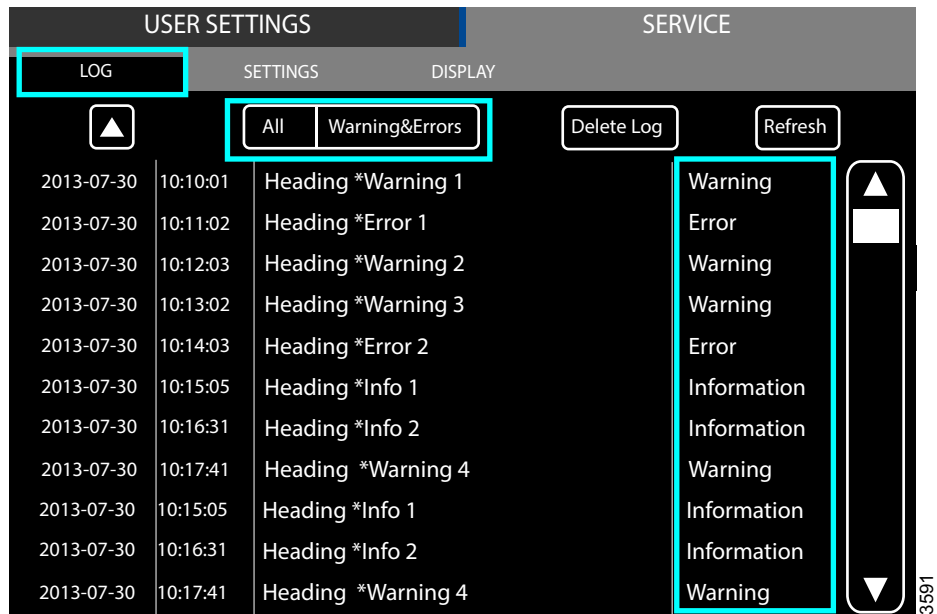 USER SETTINGS SERVICE
LOG SETTINGS DISPLAY
All Warning&Errors Delete Log Refresh
2013-07-30 10:10:01 Heading *Warning 1 Warning
2013-07-30 10:11:02 Heading *Error 1 Error
2013-07-30 10:12:03 Heading *Warning 2 Warning
2013-07-30 10:13:02 Heading *Warning 3 Warning
2013-07-30 10:14:03 Heading *Error 2 Error
2013-07-30 10:15:05 Heading *Info 1 Information
2013-07-30 10:16:31 Heading *Info 2 Information
2013-07-30 10:17:41 Heading *Warning 4 Warning
2013-07-30 10:15:05 Heading *Info 1 Information
2013-07-30 10:16:31 Heading *Info 2 Information
2013-07-30 10:17:41 Heading *Warning 4 Warning
3591